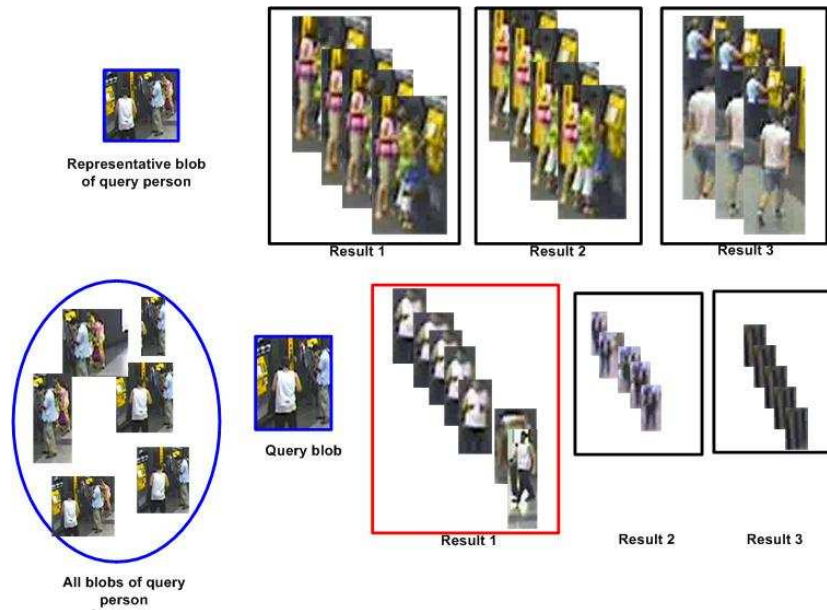 Representative blob
of query person
Result 1
Result 2
Result 3
Query blob
Result 1
Result 2
Result 3
All blobs of query
person